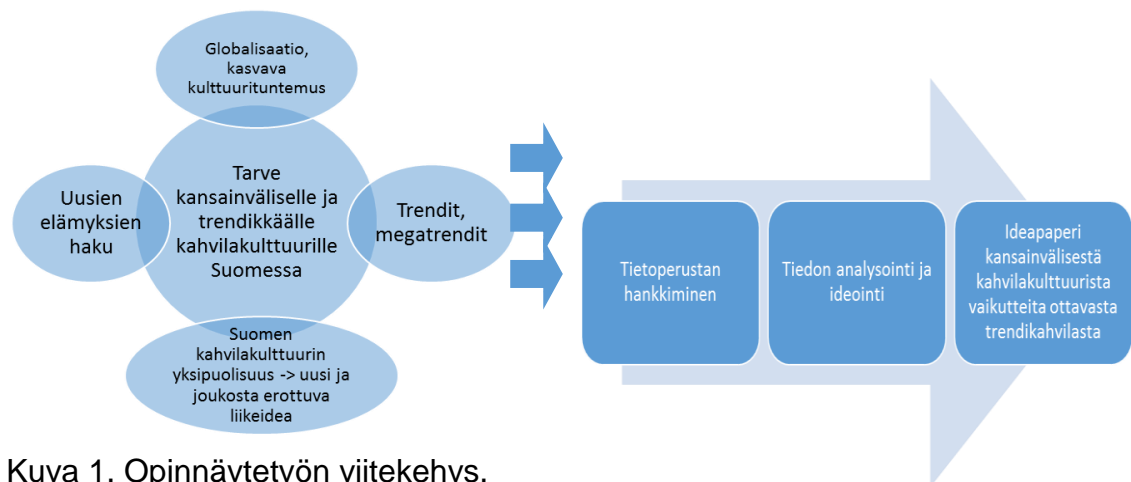 Globalisaatio,
kasvava
kulttuurituntemus
Uusien
elämyksien
haku
Tarve
kansainväliselle ja
trendikkäälle
kahvilakulttuurille
Suomessa
Trendit,
megatrendit
Suomen
kahvilakulttuurin
yksipuolisuus -> uusi ja
joukosta erottuva
liikeidea
Tietoperustan
hankkiminen
Tiedon analysointi ja
ideointi
Ideapaperi
kansainvälisestä
kahvilakulttuurista
vaikutteita ottavasta
trendikahvilasta
Kuva 1. Opinnäytetyön viitekehys.